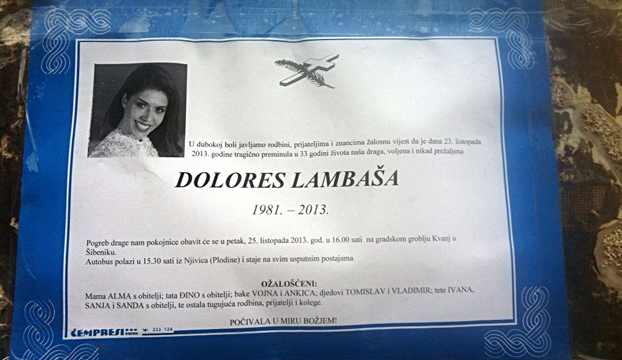 U dubokoj boli javljamo rodbini, prijateljima i znancima žalosnu vijest da je dana 23. listopada
2013. godine tragično preminula u 33 godini života naša draga, voljena i nikad prežaljena
DOLORES LAMBAŠA
1981. – 2013.
Pogreb drage nam pokojnice obavit će se u petak, 25. listopada 2013. god. u 16.00 sati na gradskom groblju Kvanj u
Šibeniku.
Autobus polazi u 15.30 sati iz Njivica (Plodine) i staje na svim usputnim postajama.
OŽALOŠĆENI:
Mama ALMA s obitelji; tata ĐINO s obitelji; bake VOJNA i ANKICA; djedovi TOMISLAV i VLADIMIR; tete IVANA,
SANJA i SANDA s obitelji, te ostala tugujuća rodbina, prijatelji i kolege.
POČIVALA U MIRU BOŽJEM!
ČEMPRESI 333 124